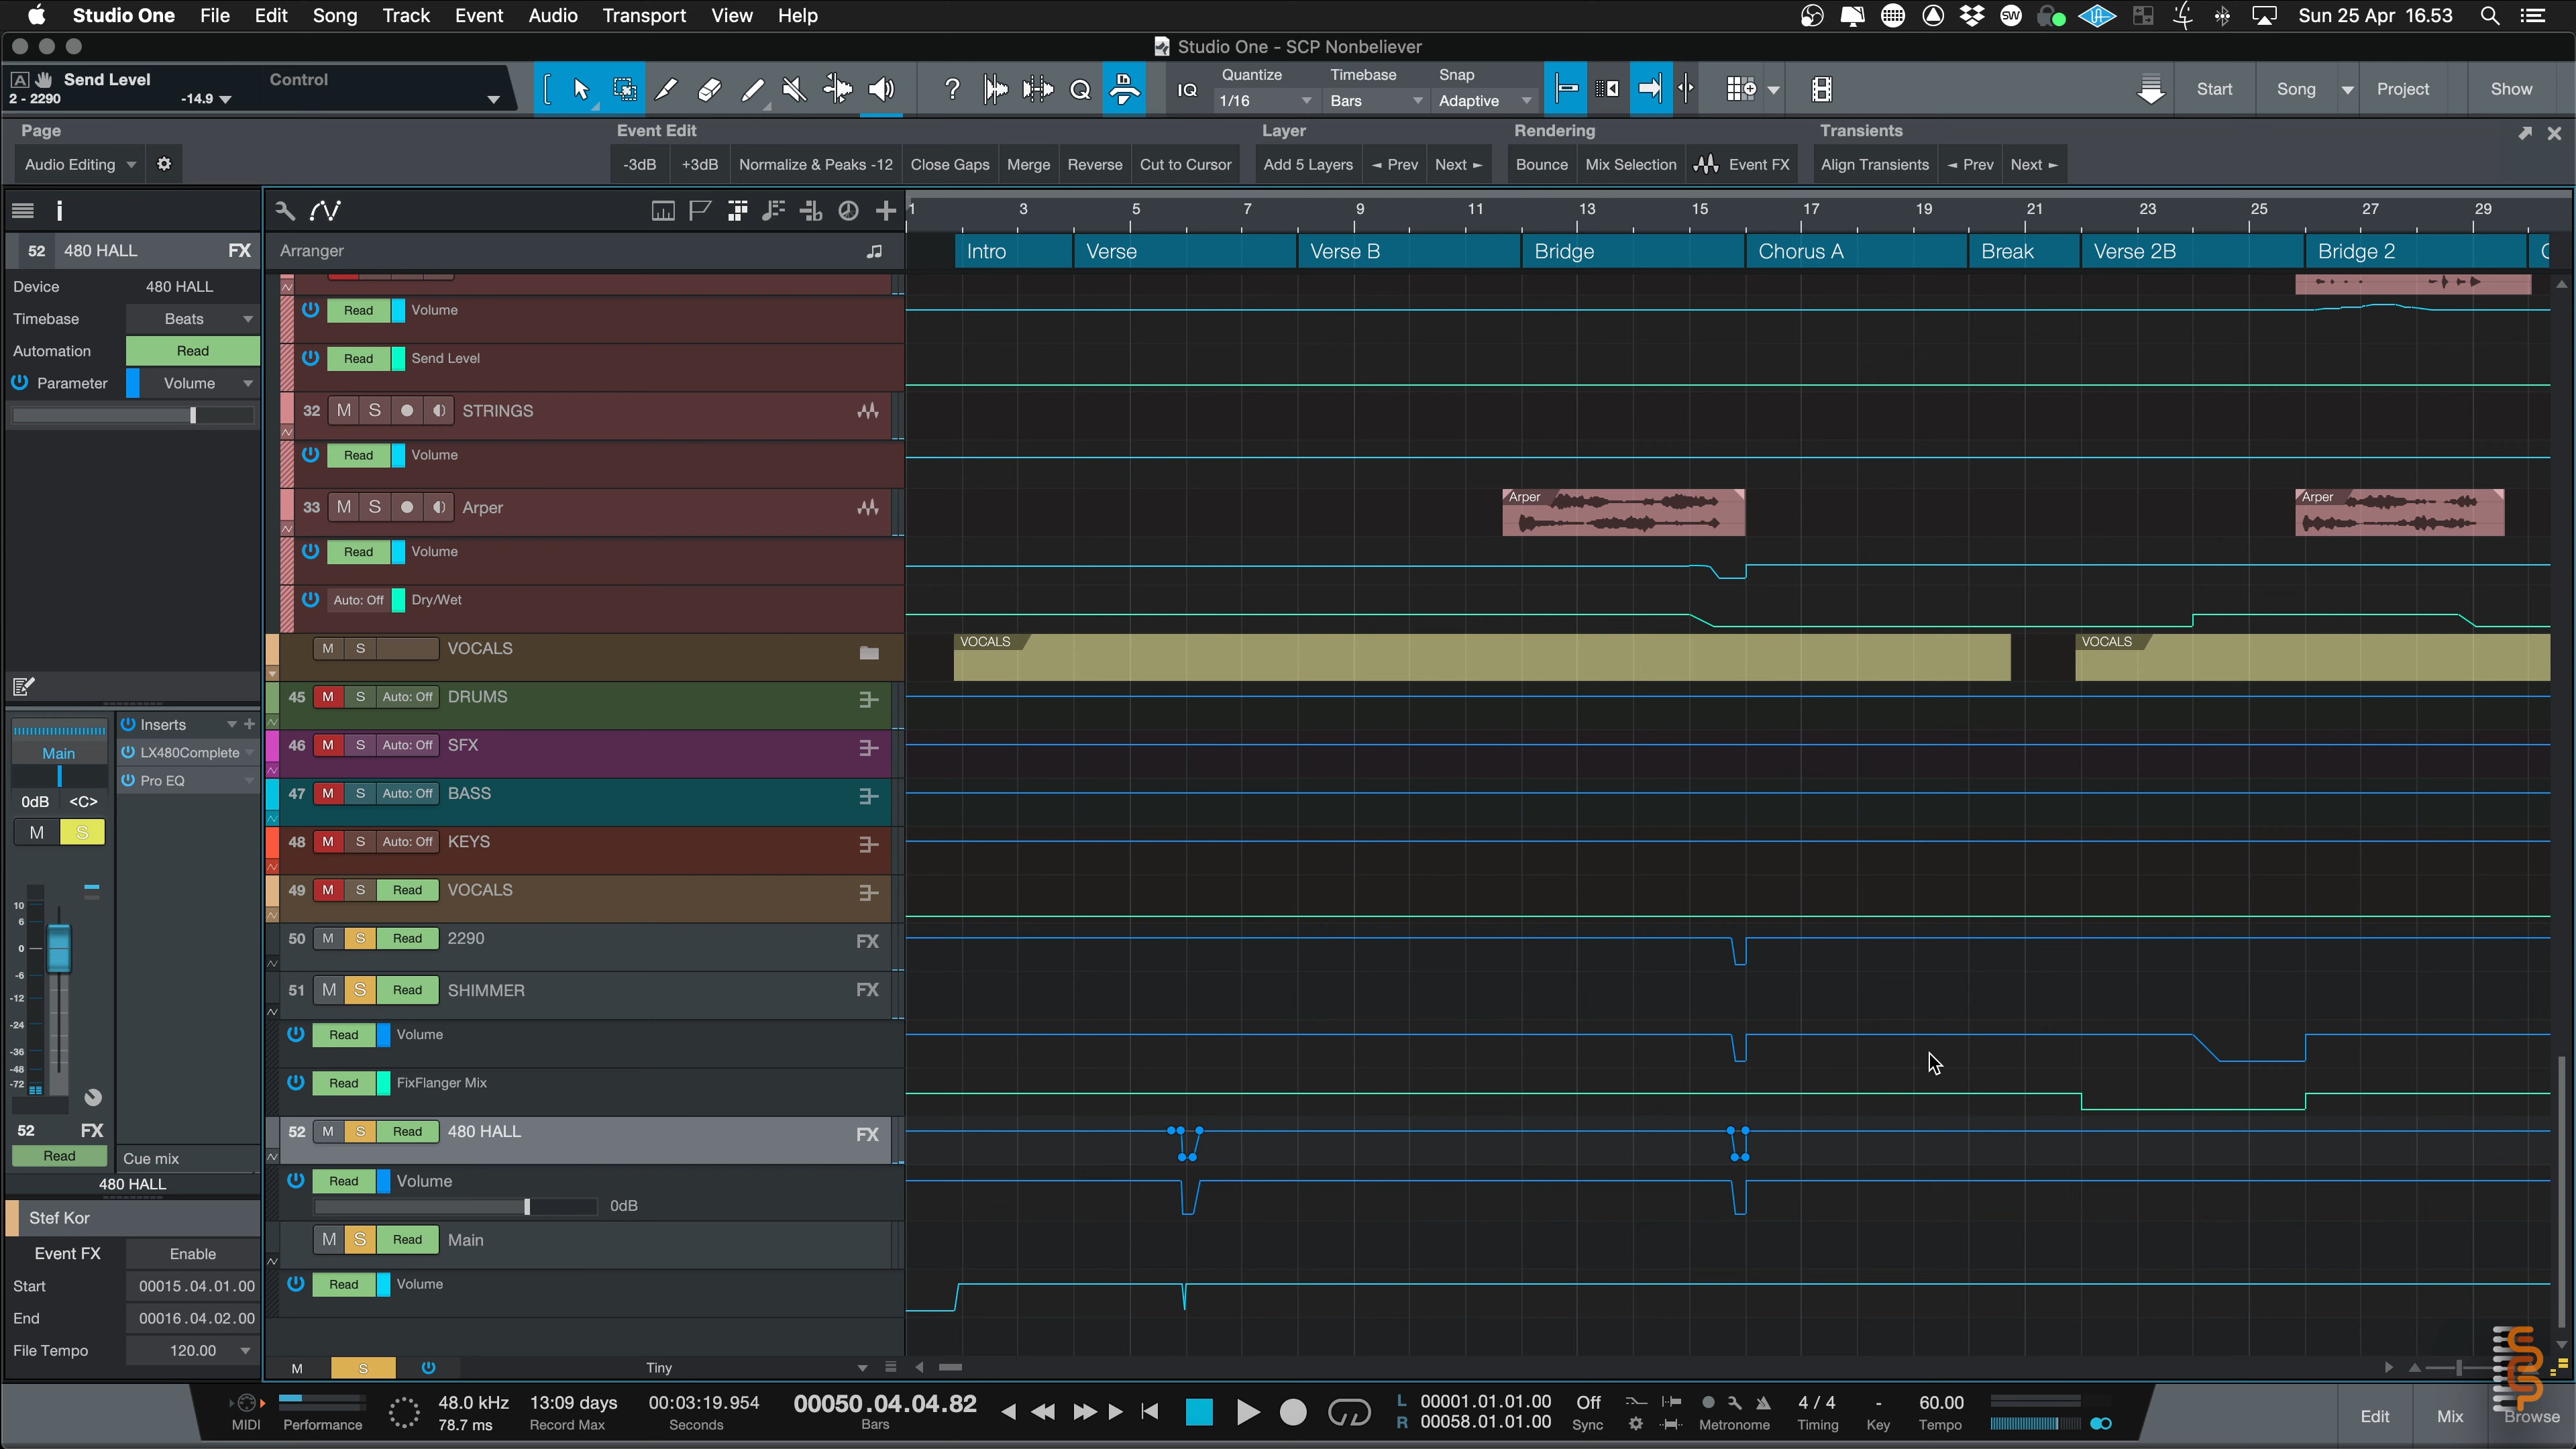 Studio One File Edit Song Track Event Audio Transport View Help Sun 25 Apr 16.53
Studio One - SCP Nonbeliever
A Send Level Control
2 - 2290 -14.9
? Q IQ
Quantize Timebase Snap
1/16 Bars Adaptive
Start Song Project Show
Page Event Edit Layer Rendering Transients
Audio Editing -3dB +3dB Normalize & Peaks -12 Close Gaps Merge Reverse Cut to Cursor Add 5 Layers Prev Next Bounce Mix Selection Event FX Align Transients Prev Next
1 3 5 7 9 11 13 15 17 19 21 23 25 27 29
52 480 HALL FX
Arranger Intro Verse Verse B Bridge Chorus A Break Verse 2B Bridge 2
Device 480 HALL
Timebase Beats
Automation Read
Parameter Volume
Read Volume
Read Send Level
32 M S STRINGS
Read Volume
33 M S Arper
Arper Arper
Read Volume
Auto: Off Dry/Wet
M S VOCALS
VOCALS VOCALS
45 M S Auto: Off DRUMS
46 M S Auto: Off SFX
47 M S Auto: Off BASS
48 M S Auto: Off KEYS
49 M S Read VOCALS
50 M S Read 2290 FX
51 M S Read SHIMMER FX
Read Volume
Read FixFlanger Mix
52 M S Read 480 HALL FX
Read Volume
0dB
M S Read Main
Read Volume
M S Tiny
Inserts
Main LX480Complete
Pro EQ
0dB <C>
M S
10
6
0
-6
-12
-24
-36
-48
-72
52 FX
Read Cue mix
480 HALL
Stef Kor
Event FX Enable
Start 00015.04.01.00
End 00016.04.02.00
File Tempo 120.00
MIDI Performance
48.0 kHz
78.7 ms
13:09 days
Record Max
00:03:19.954
Seconds
00050.04.04.82
Bars
L 00001.01.01.00
R 00058.01.01.00
Off
Sync
Metronome
4 / 4
Timing
-
Key
60.00
Tempo
Edit Mix Browse
SCP